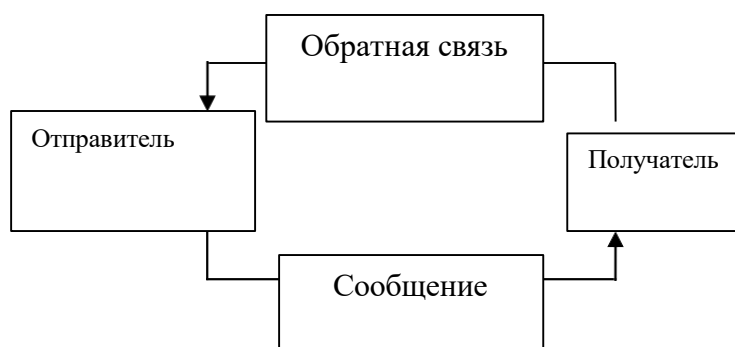 Обратная связь
Отправитель
Получатель
Сообщение